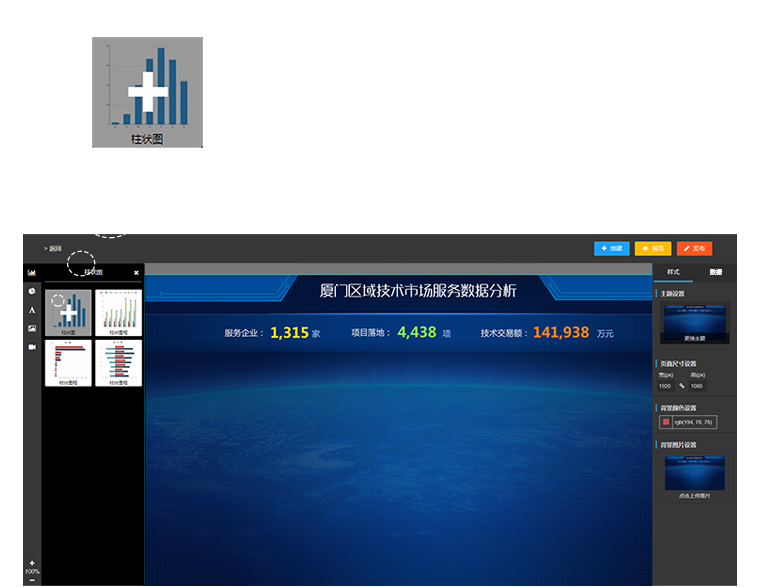 柱状图
> 返回
创建
预览
发布
柱状图
样式
数据
厦门区域技术市场服务数据分析
主题设置
服务企业： 1,315 家
项目落地： 4,438 项
技术交易额： 141,938 万元
更换主题
柱状图
柱状图框
柱状图框
柱状图框
页面尺寸设置
宽(px)
高(px)
1920
1080
背景颜色设置
rgb(194, 78, 78)
背景图片设置
点击上传图片
100%